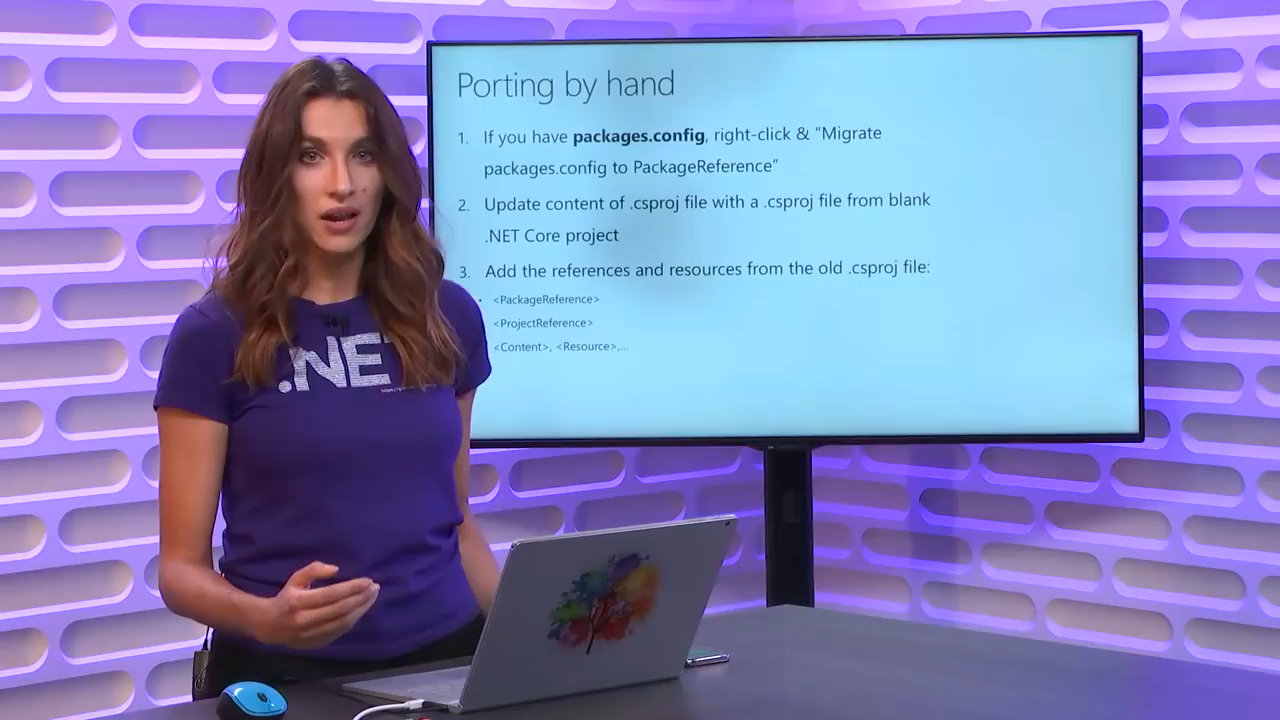 Porting by hand
1. If you have packages.config, right-click & "Migrate
packages.config to PackageReference"
2. Update content of .csproj file with a .csproj file from blank
.NET Core project
3. Add the references and resources from the old .csproj file:
• <PackageReference>
<ProjectReference>
<Content>, <Resource>,...
.NET